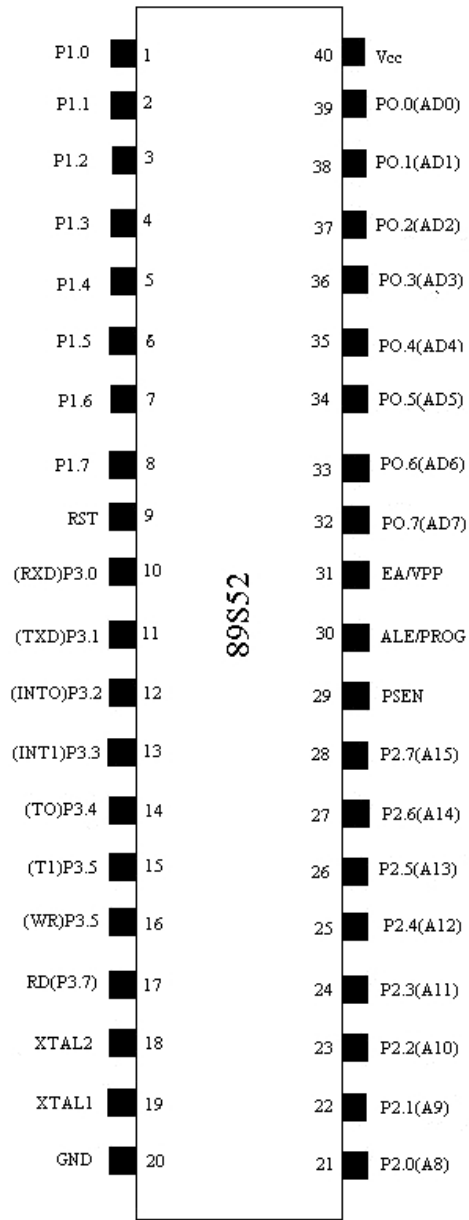 P1.0 1 40 Vcc
P1.1 2 39 PO.0(AD0)
P1.2 3 38 PO.1(AD1)
P1.3 4 37 PO.2(AD2)
P1.4 5 36 PO.3(AD3)
P1.5 6 35 PO.4(AD4)
P1.6 7 34 PO.5(AD5)
P1.7 8 33 PO.6(AD6)
RST 9 32 PO.7(AD7)
(RXD)P3.0 10 31 EA/VPP
(TXD)P3.1 11 30 ALE/PROG
(INTO)P3.2 12 29 PSEN
(INT1)P3.3 13 28 P2.7(A15)
(TO)P3.4 14 27 P2.6(A14)
(T1)P3.5 15 26 P2.5(A13)
(WR)P3.5 16 25 P2.4(A12)
RD(P3.7) 17 24 P2.3(A11)
XTAL2 18 23 P2.2(A10)
XTAL1 19 22 P2.1(A9)
GND 20 21 P2.0(A8)
89S52